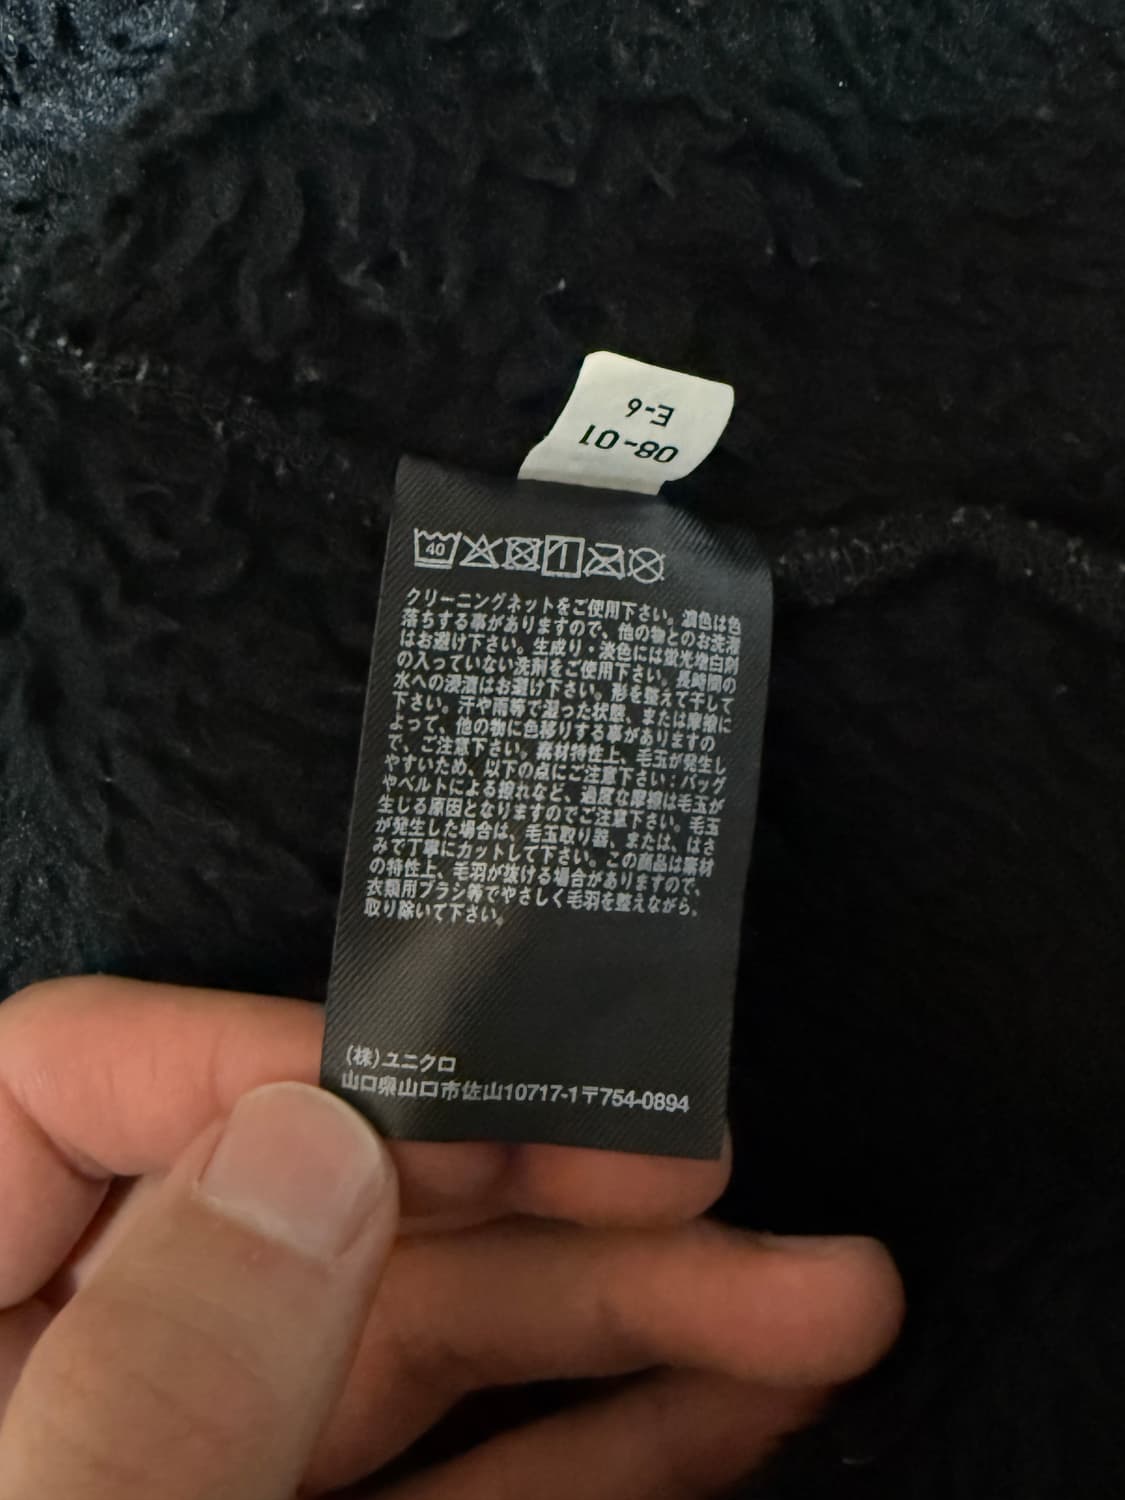 E-6
08-01
40
クリーニングネットをご使用下さい。濃色は色
落ちする事がありますので、他の物とのお洗濯
はお避け下さい。生成り・淡色には蛍光増白剤
の入っていない洗剤をご使用下さい。長時間の
水への浸漬はお避け下さい。形を整えて干して
下さい。汗や雨等で湿った状態、または摩擦に
よって、他の物に色移りする事がありますの
で、ご注意下さい。素材特性上、毛玉が発生し
やすいため、以下の点にご注意下さい：バッグ
やベルトによる擦れなど、過度な摩擦は毛玉が
生じる原因となりますのでご注意下さい。毛玉
が発生した場合は、毛玉取り器、または、はさ
みで丁寧にカットして下さい。この商品は素材
の特性上、毛羽が抜ける場合がありますので、
衣類用ブラシ等でやさしく毛羽を整えながら、
取り除いて下さい。
(株)ユニクロ
山口県山口市佐山10717-1〒754-0894